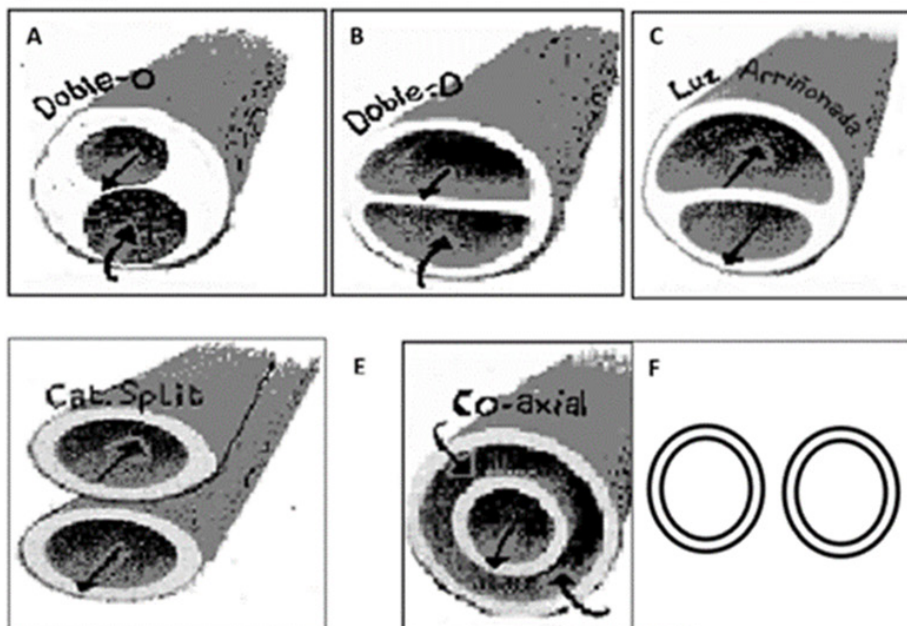 A
Doble-O
B
Doble-D
C
Luz Arriñonada
Cat. Split
E
Co-axial
F